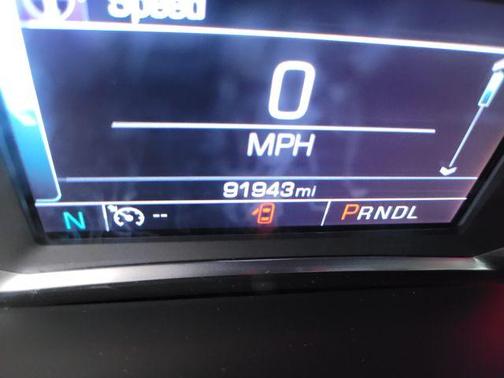 Speed
0
MPH
91943mi
N -- PRNDL